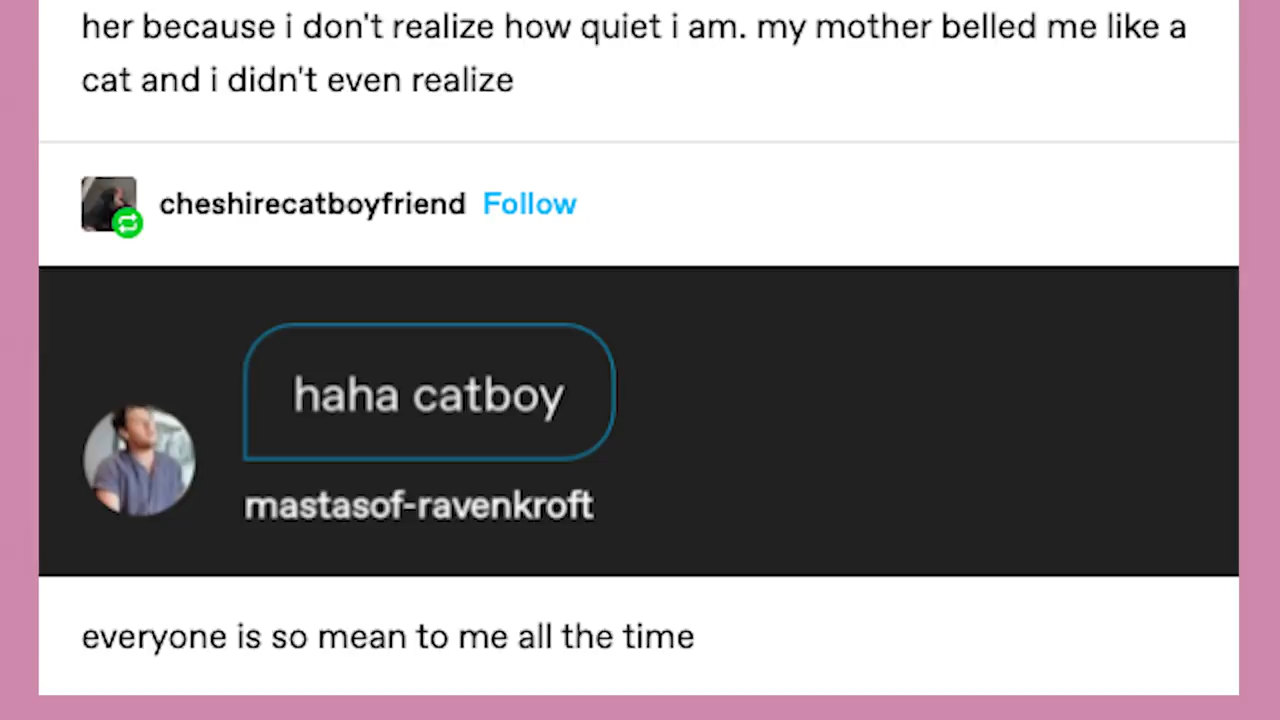 her because i don't realize how quiet i am. my mother belled me like a
cat and i didn't even realize
cheshirecatboyfriend Follow
haha catboy
mastasof-ravenkroft
everyone is so mean to me all the time